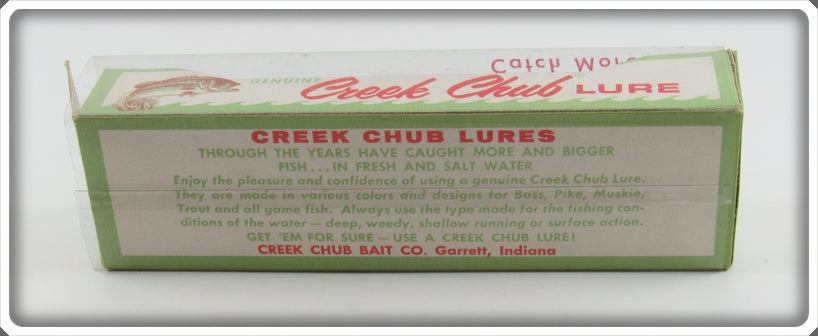 Catch More
GENUINE Creek Chub® LURE
CREEK CHUB LURES
THROUGH THE YEARS HAVE CAUGHT MORE AND BIGGER
FISH...IN FRESH AND SALT WATER
Enjoy the pleasure and confidence of using a genuine Creek Chub Lure.
They are made in various colors and designs for Bass, Pike, Muskie,
Trout and all game fish. Always use the type made for the fishing con-
ditions of the water — deep, weedy, shallow running or surface action.
GET 'EM FOR SURE — USE A CREEK CHUB LURE!
CREEK CHUB BAIT CO. Garrett, Indiana